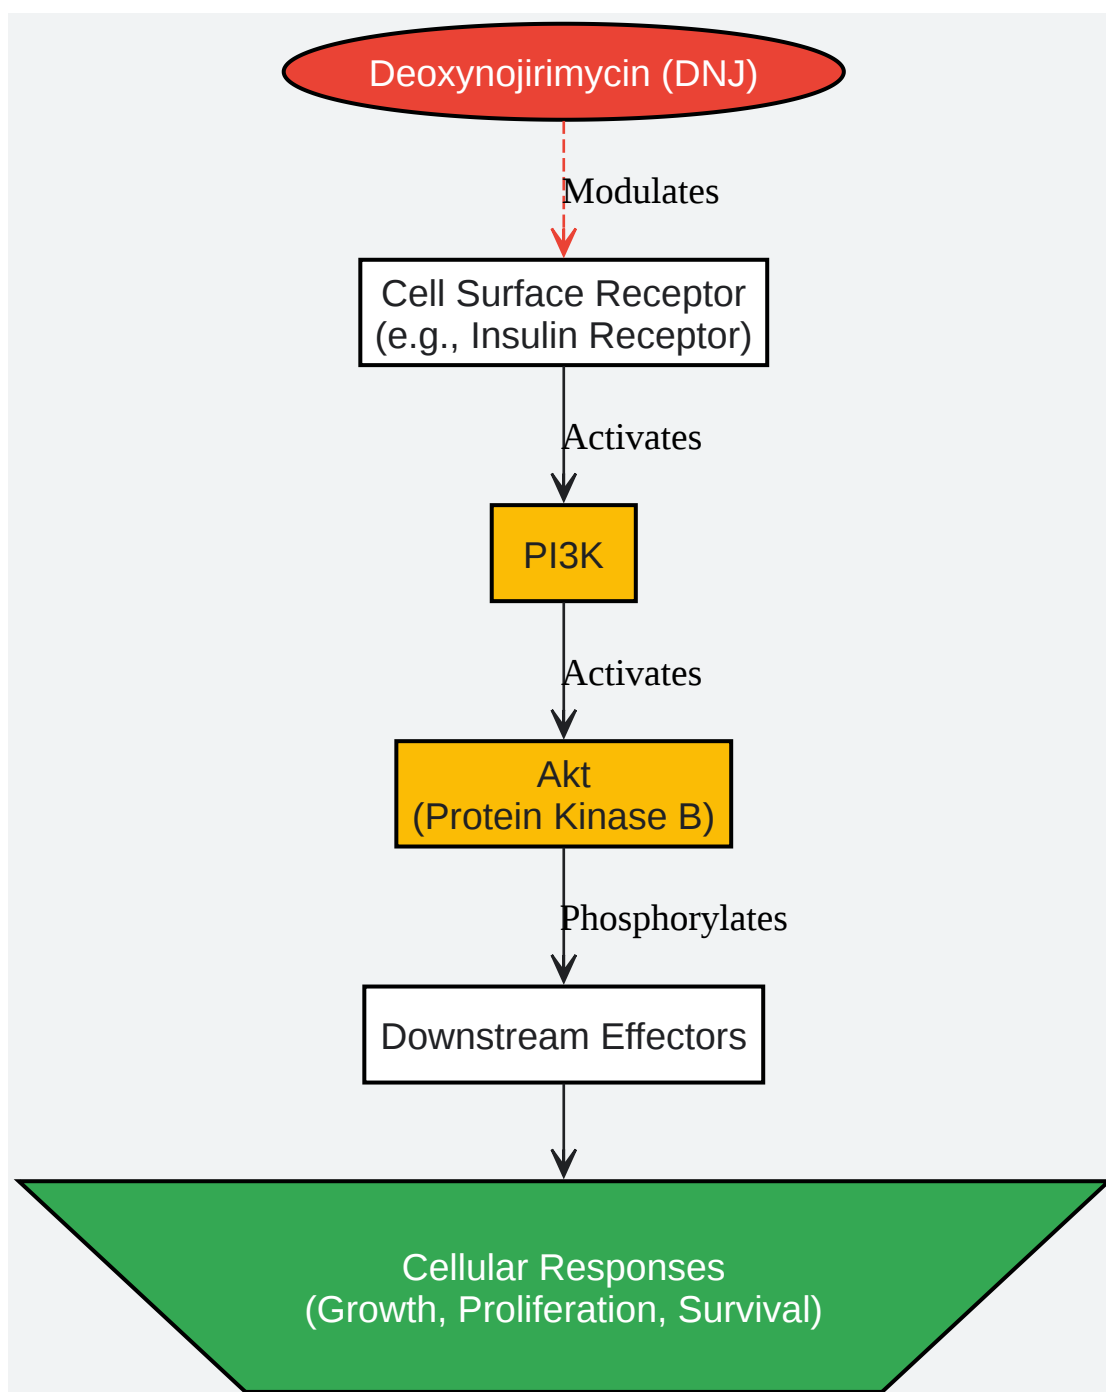 Deoxynojirimycin (DNJ)
Modulates
Cell Surface Receptor
(e.g., Insulin Receptor)
Activates
PI3K
Activates
Akt
(Protein Kinase B)
Phosphorylates
Downstream Effectors
Cellular Responses
(Growth, Proliferation, Survival)